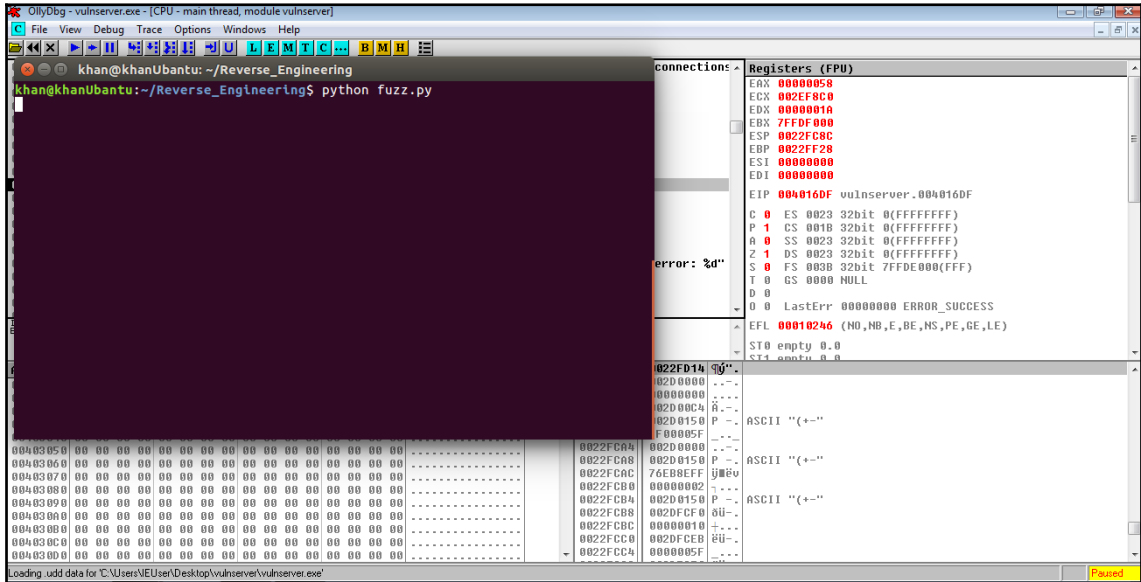 OllyDbg - vulnserver.exe - [CPU - main thread, module vulnserver]
C File View Debug Trace Options Windows Help
L E M T C ... B M H
khan@khanUbantu: ~/Reverse_Engineering
khan@khanUbantu:~/Reverse_Engineering$ python fuzz.py
connections
error: %d"
Registers (FPU)
EAX 00000058
ECX 002EF8C0
EDX 0000001A
EBX 7FFDF000
ESP 0022FC8C
EBP 0022FF28
ESI 00000000
EDI 00000000
EIP 004016DF vulnserver.004016DF
C 0 ES 0023 32bit 0(FFFFFFFF)
P 1 CS 001B 32bit 0(FFFFFFFF)
A 0 SS 0023 32bit 0(FFFFFFFF)
Z 1 DS 0023 32bit 0(FFFFFFFF)
S 0 FS 003B 32bit 7FFDE000(FFF)
T 0 GS 0000 NULL
D 0
O 0 LastErr 00000000 ERROR_SUCCESS
EFL 00010246 (NO,NB,E,BE,NS,PE,GE,LE)
ST0 empty 0.0
ST1 empty 0.0
0022FD14 ¶ý".
002D0000 ..-.
00000000 ....
002D00C4 Ä.-.
002D0150 P -. ASCII "(+-"
F00005F _.._
00403050 00 00 00 00 00 00 00 00 00 00 00 00 00 00 00 00 ................ 0022FCA4 002D0000 ..-.
00403060 00 00 00 00 00 00 00 00 00 00 00 00 00 00 00 00 ................ 0022FCA8 002D0150 P -. ASCII "(+-"
00403070 00 00 00 00 00 00 00 00 00 00 00 00 00 00 00 00 ................ 0022FCAC 76EB8EFF
00403080 00 00 00 00 00 00 00 00 00 00 00 00 00 00 00 00 ................ 0022FCB0 00000002 ┐...
00403090 00 00 00 00 00 00 00 00 00 00 00 00 00 00 00 00 ................ 0022FCB4 002D0150 P -. ASCII "(+-"
004030A0 00 00 00 00 00 00 00 00 00 00 00 00 00 00 00 00 ................ 0022FCB8 002DFCF0 ðü-.
004030B0 00 00 00 00 00 00 00 00 00 00 00 00 00 00 00 00 ................ 0022FCBC 00000010 +...
004030C0 00 00 00 00 00 00 00 00 00 00 00 00 00 00 00 00 ................ 0022FCC0 002DFCEB ëü-.
004030D0 00 00 00 00 00 00 00 00 00 00 00 00 00 00 00 00 ................ 0022FCC4 0000005F _...
Loading .udd data for 'C:\Users\IEUser\Desktop\vulnserver\vulnserver.exe'
Paused